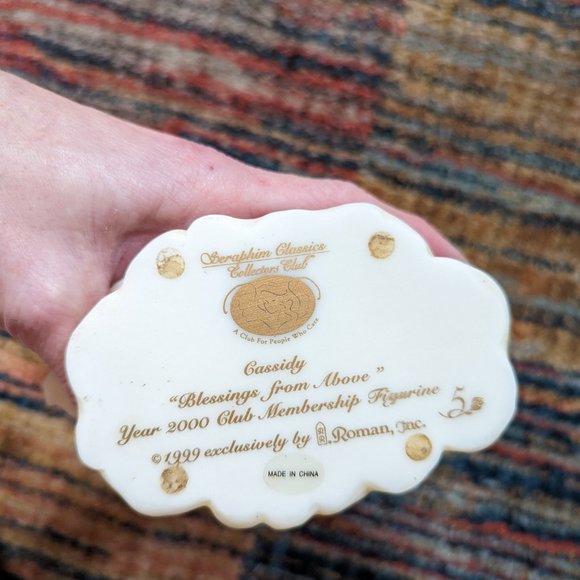 Seraphim Classics
Collectors Club
A Club For People Who Care
Cassidy
"Blessings from Above"
Year 2000 Club Membership Figurine
©1999 exclusively by Roman, Inc.
5
MADE IN CHINA